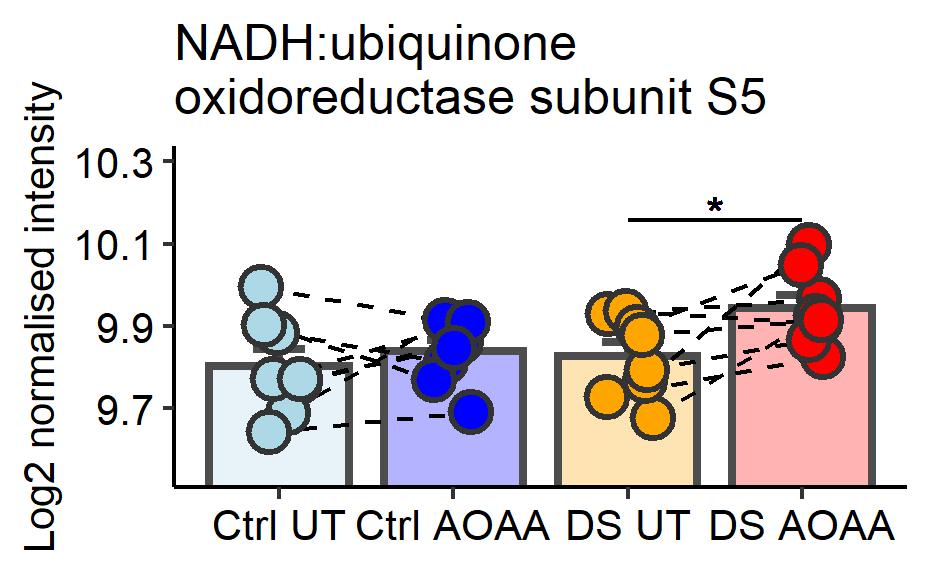 NADH:ubiquinone
oxidoreductase subunit S5
Log2 normalised intensity
10.3
10.1
9.9
9.7
*
Ctrl UT Ctrl AOAA DS UT DS AOAA